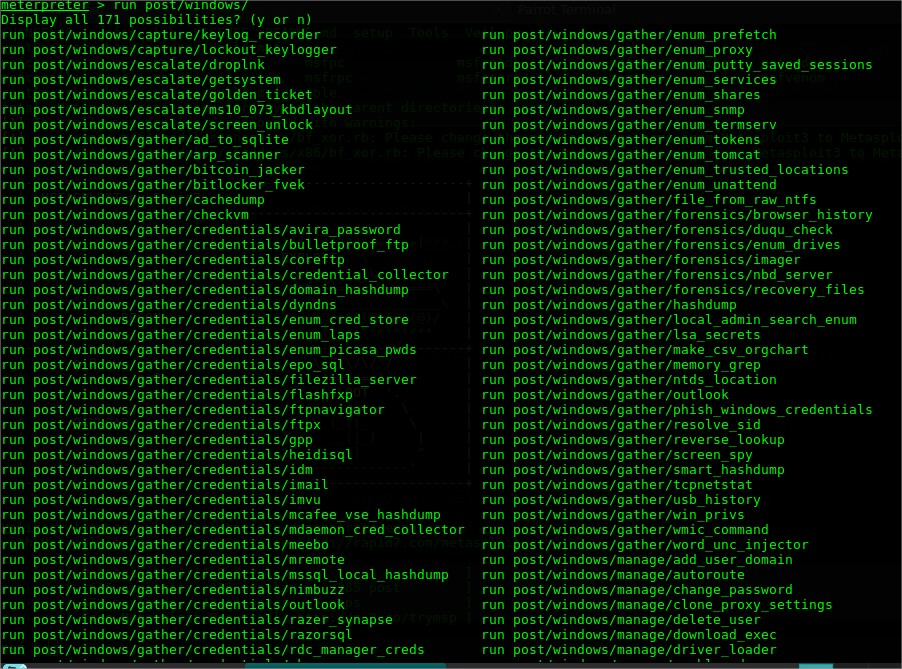 meterpreter > run post/windows/
Display all 171 possibilities? (y or n)
run post/windows/capture/keylog_recorder run post/windows/gather/enum_prefetch
run post/windows/capture/lockout_keylogger run post/windows/gather/enum_proxy
run post/windows/escalate/droplnk run post/windows/gather/enum_putty_saved_sessions
run post/windows/escalate/getsystem run post/windows/gather/enum_services
run post/windows/escalate/golden_ticket run post/windows/gather/enum_shares
run post/windows/escalate/ms10_073_kbdlayout run post/windows/gather/enum_snmp
run post/windows/escalate/screen_unlock run post/windows/gather/enum_termserv
run post/windows/gather/ad_to_sqlite run post/windows/gather/enum_tokens
run post/windows/gather/arp_scanner run post/windows/gather/enum_tomcat
run post/windows/gather/bitcoin_jacker run post/windows/gather/enum_trusted_locations
run post/windows/gather/bitlocker_fvek run post/windows/gather/enum_unattend
run post/windows/gather/cachedump run post/windows/gather/file_from_raw_ntfs
run post/windows/gather/checkvm run post/windows/gather/forensics/browser_history
run post/windows/gather/credentials/avira_password run post/windows/gather/forensics/duqu_check
run post/windows/gather/credentials/bulletproof_ftp run post/windows/gather/forensics/enum_drives
run post/windows/gather/credentials/coreftp run post/windows/gather/forensics/imager
run post/windows/gather/credentials/credential_collector run post/windows/gather/forensics/nbd_server
run post/windows/gather/credentials/domain_hashdump run post/windows/gather/forensics/recovery_files
run post/windows/gather/credentials/dyndns run post/windows/gather/hashdump
run post/windows/gather/credentials/enum_cred_store run post/windows/gather/local_admin_search_enum
run post/windows/gather/credentials/enum_laps run post/windows/gather/lsa_secrets
run post/windows/gather/credentials/enum_picasa_pwds run post/windows/gather/make_csv_orgchart
run post/windows/gather/credentials/epo_sql run post/windows/gather/memory_grep
run post/windows/gather/credentials/filezilla_server run post/windows/gather/ntds_location
run post/windows/gather/credentials/flashfxp run post/windows/gather/outlook
run post/windows/gather/credentials/ftpnavigator run post/windows/gather/phish_windows_credentials
run post/windows/gather/credentials/ftpx run post/windows/gather/resolve_sid
run post/windows/gather/credentials/gpp run post/windows/gather/reverse_lookup
run post/windows/gather/credentials/heidisql run post/windows/gather/screen_spy
run post/windows/gather/credentials/idm run post/windows/gather/smart_hashdump
run post/windows/gather/credentials/imail run post/windows/gather/tcpnetstat
run post/windows/gather/credentials/imvu run post/windows/gather/usb_history
run post/windows/gather/credentials/mcafee_vse_hashdump run post/windows/gather/win_privs
run post/windows/gather/credentials/mdaemon_cred_collector run post/windows/gather/wmic_command
run post/windows/gather/credentials/meebo run post/windows/gather/word_unc_injector
run post/windows/gather/credentials/mremote run post/windows/manage/add_user_domain
run post/windows/gather/credentials/mssql_local_hashdump run post/windows/manage/autoroute
run post/windows/gather/credentials/nimbuzz run post/windows/manage/change_password
run post/windows/gather/credentials/outlook run post/windows/manage/clone_proxy_settings
run post/windows/gather/credentials/razer_synapse run post/windows/manage/delete_user
run post/windows/gather/credentials/razorsql run post/windows/manage/download_exec
run post/windows/gather/credentials/rdc_manager_creds run post/windows/manage/driver_loader